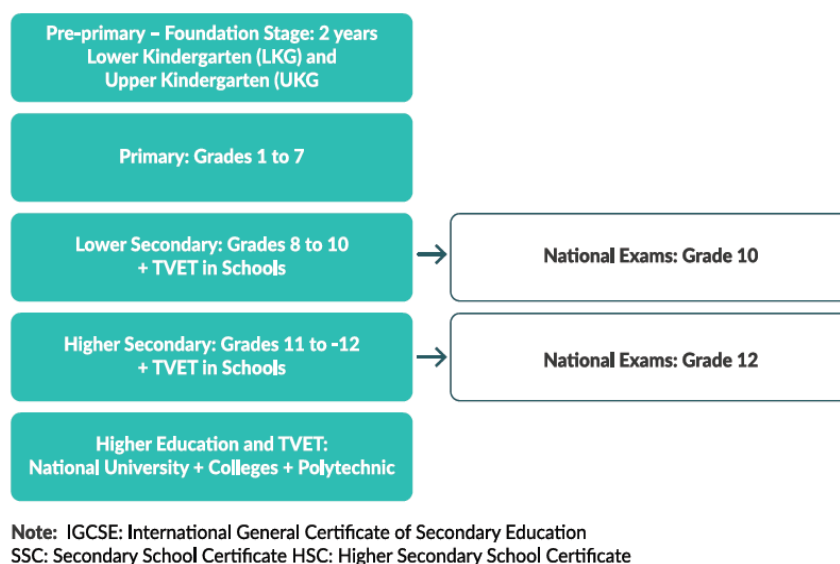 Pre-primary – Foundation Stage: 2 years
Lower Kindergarten (LKG) and
Upper Kindergarten (UKG
Primary: Grades 1 to 7
Lower Secondary: Grades 8 to 10
+ TVET in Schools
National Exams: Grade 10
Higher Secondary: Grades 11 to -12
+ TVET in Schools
National Exams: Grade 12
Higher Education and TVET:
National University + Colleges + Polytechnic
Note: IGCSE: International General Certificate of Secondary Education
SSC: Secondary School Certificate HSC: Higher Secondary School Certificate